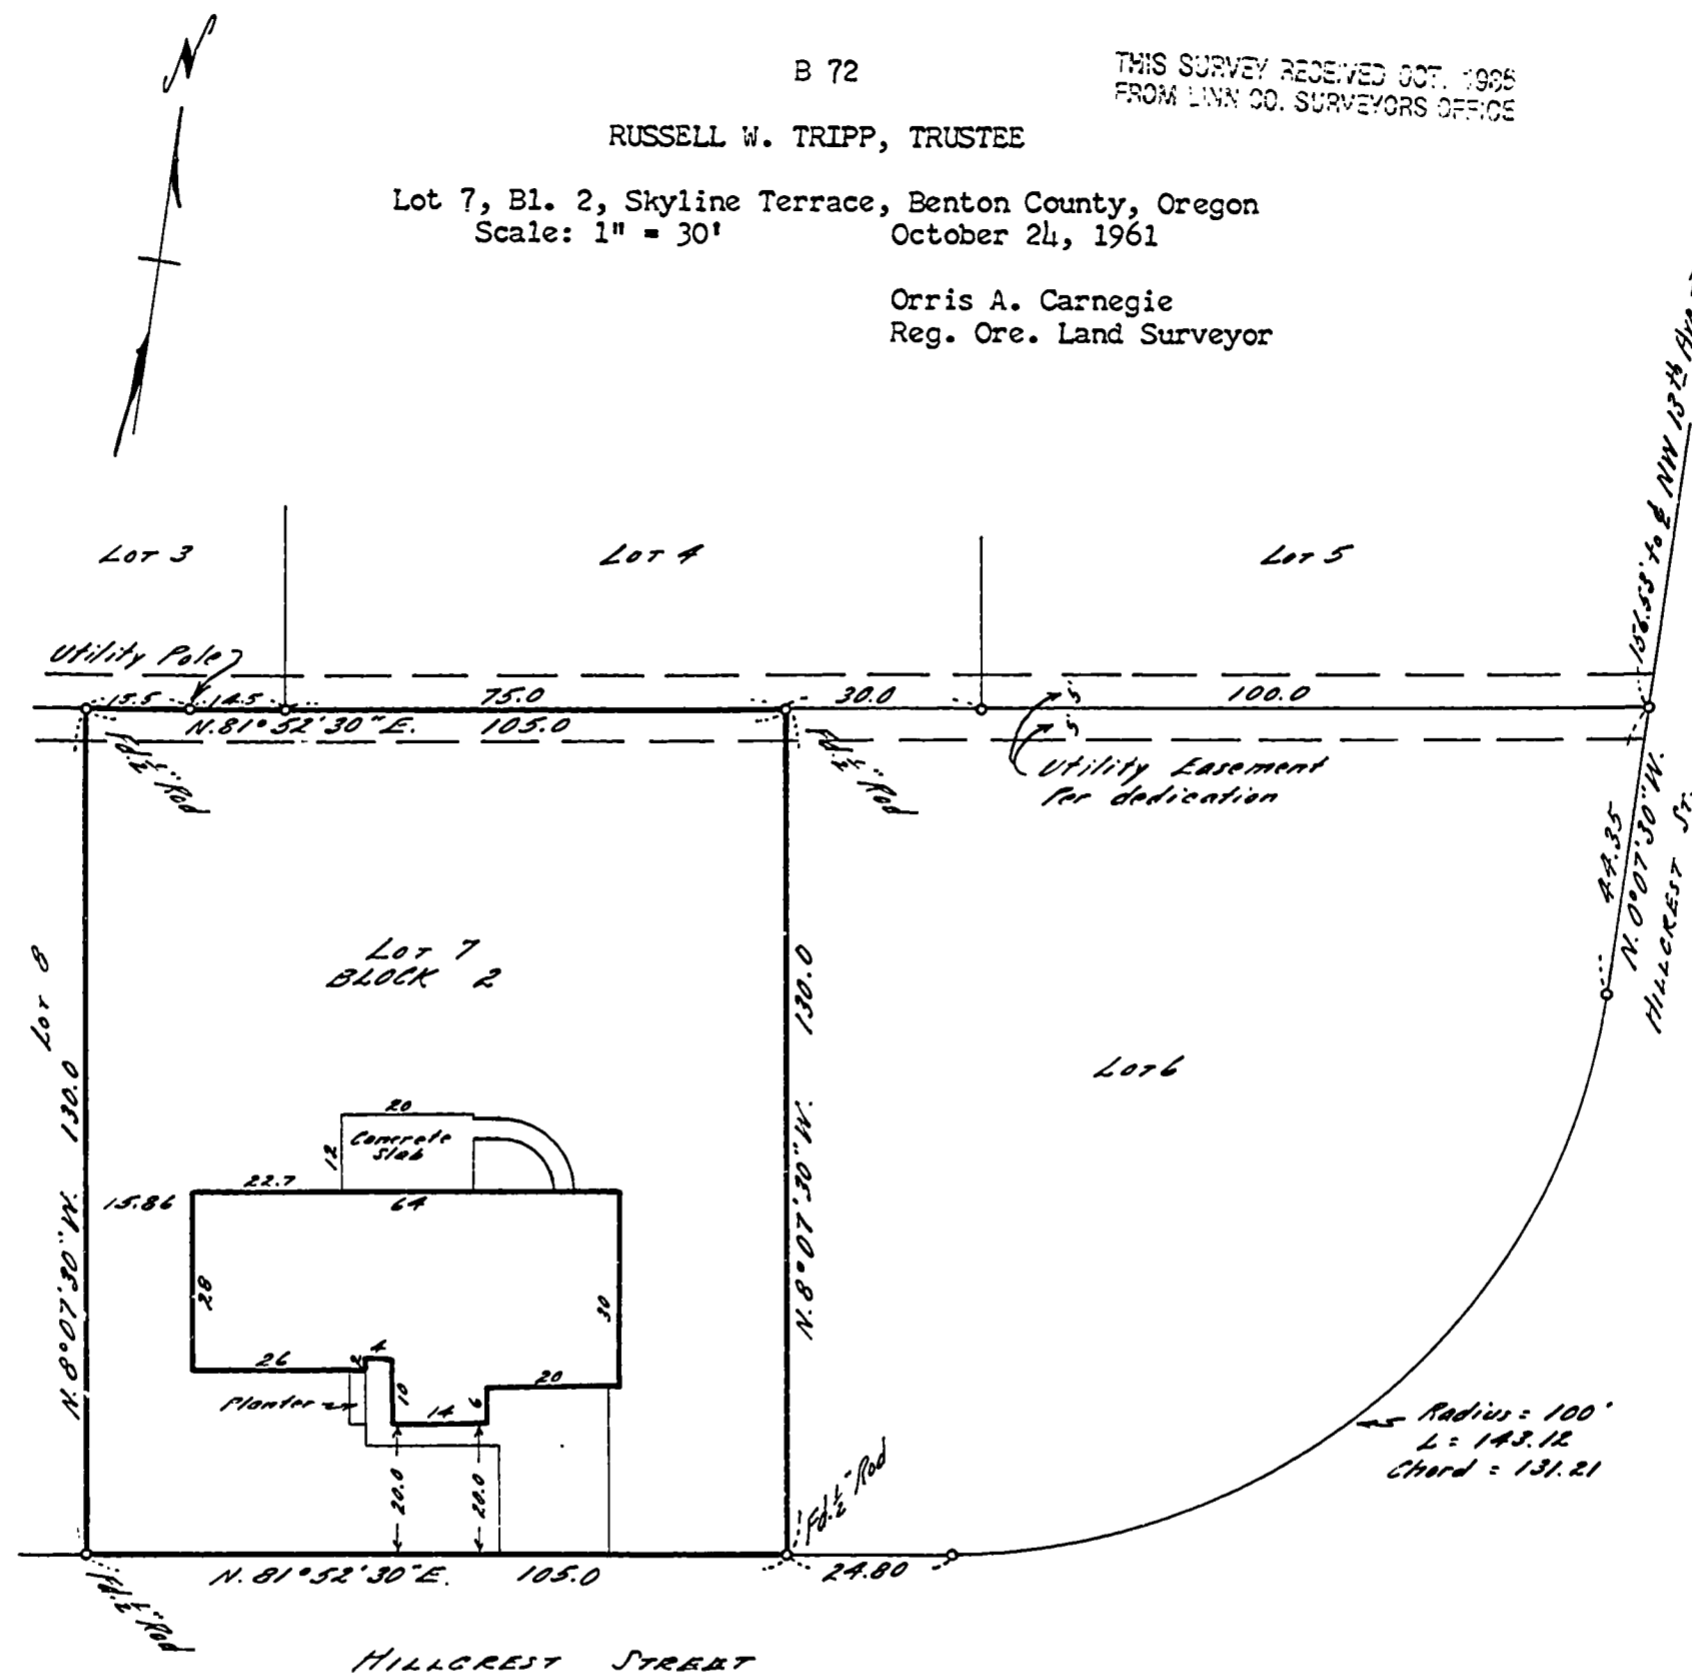 N
B 72
THIS SURVEY RECEIVED OCT. 1985
FROM LINN CO. SURVEYORS OFFICE
RUSSELL W. TRIPP, TRUSTEE
Lot 7, Bl. 2, Skyline Terrace, Benton County, Oregon
Scale: 1" = 30'
October 24, 1961
Orris A. Carnegie
Reg. Ore. Land Surveyor
156.53' to ℄ NW 13th Ave
LOT 3
LOT 4
LOT 5
Utility Pole
15.5
14.5
75.0
30.0
100.0
N. 81°52'30"E.
105.0
5'
5'
Fd. ½" Rod
Fd. ½" Rod
Utility Easement
Per dedication
44.35
N. 0°07'30"W.
HILLCREST ST.
LOT 7
BLOCK 2
LOT 8
N. 8°07'30"W. 130.0
130.0
N. 8°07'30"W.
LOT 6
20
12
Concrete
Slab
22.7
64
15.86
28
30
26
2
4
10
14
6
20
Planter
20.0
20.0
Radius = 100'
L = 143.12
Chord = 131.21
Fd. ½" Rod
N. 81°52'30"E.
105.0
24.80
Fd. ½" Rod
HILLCREST STREET